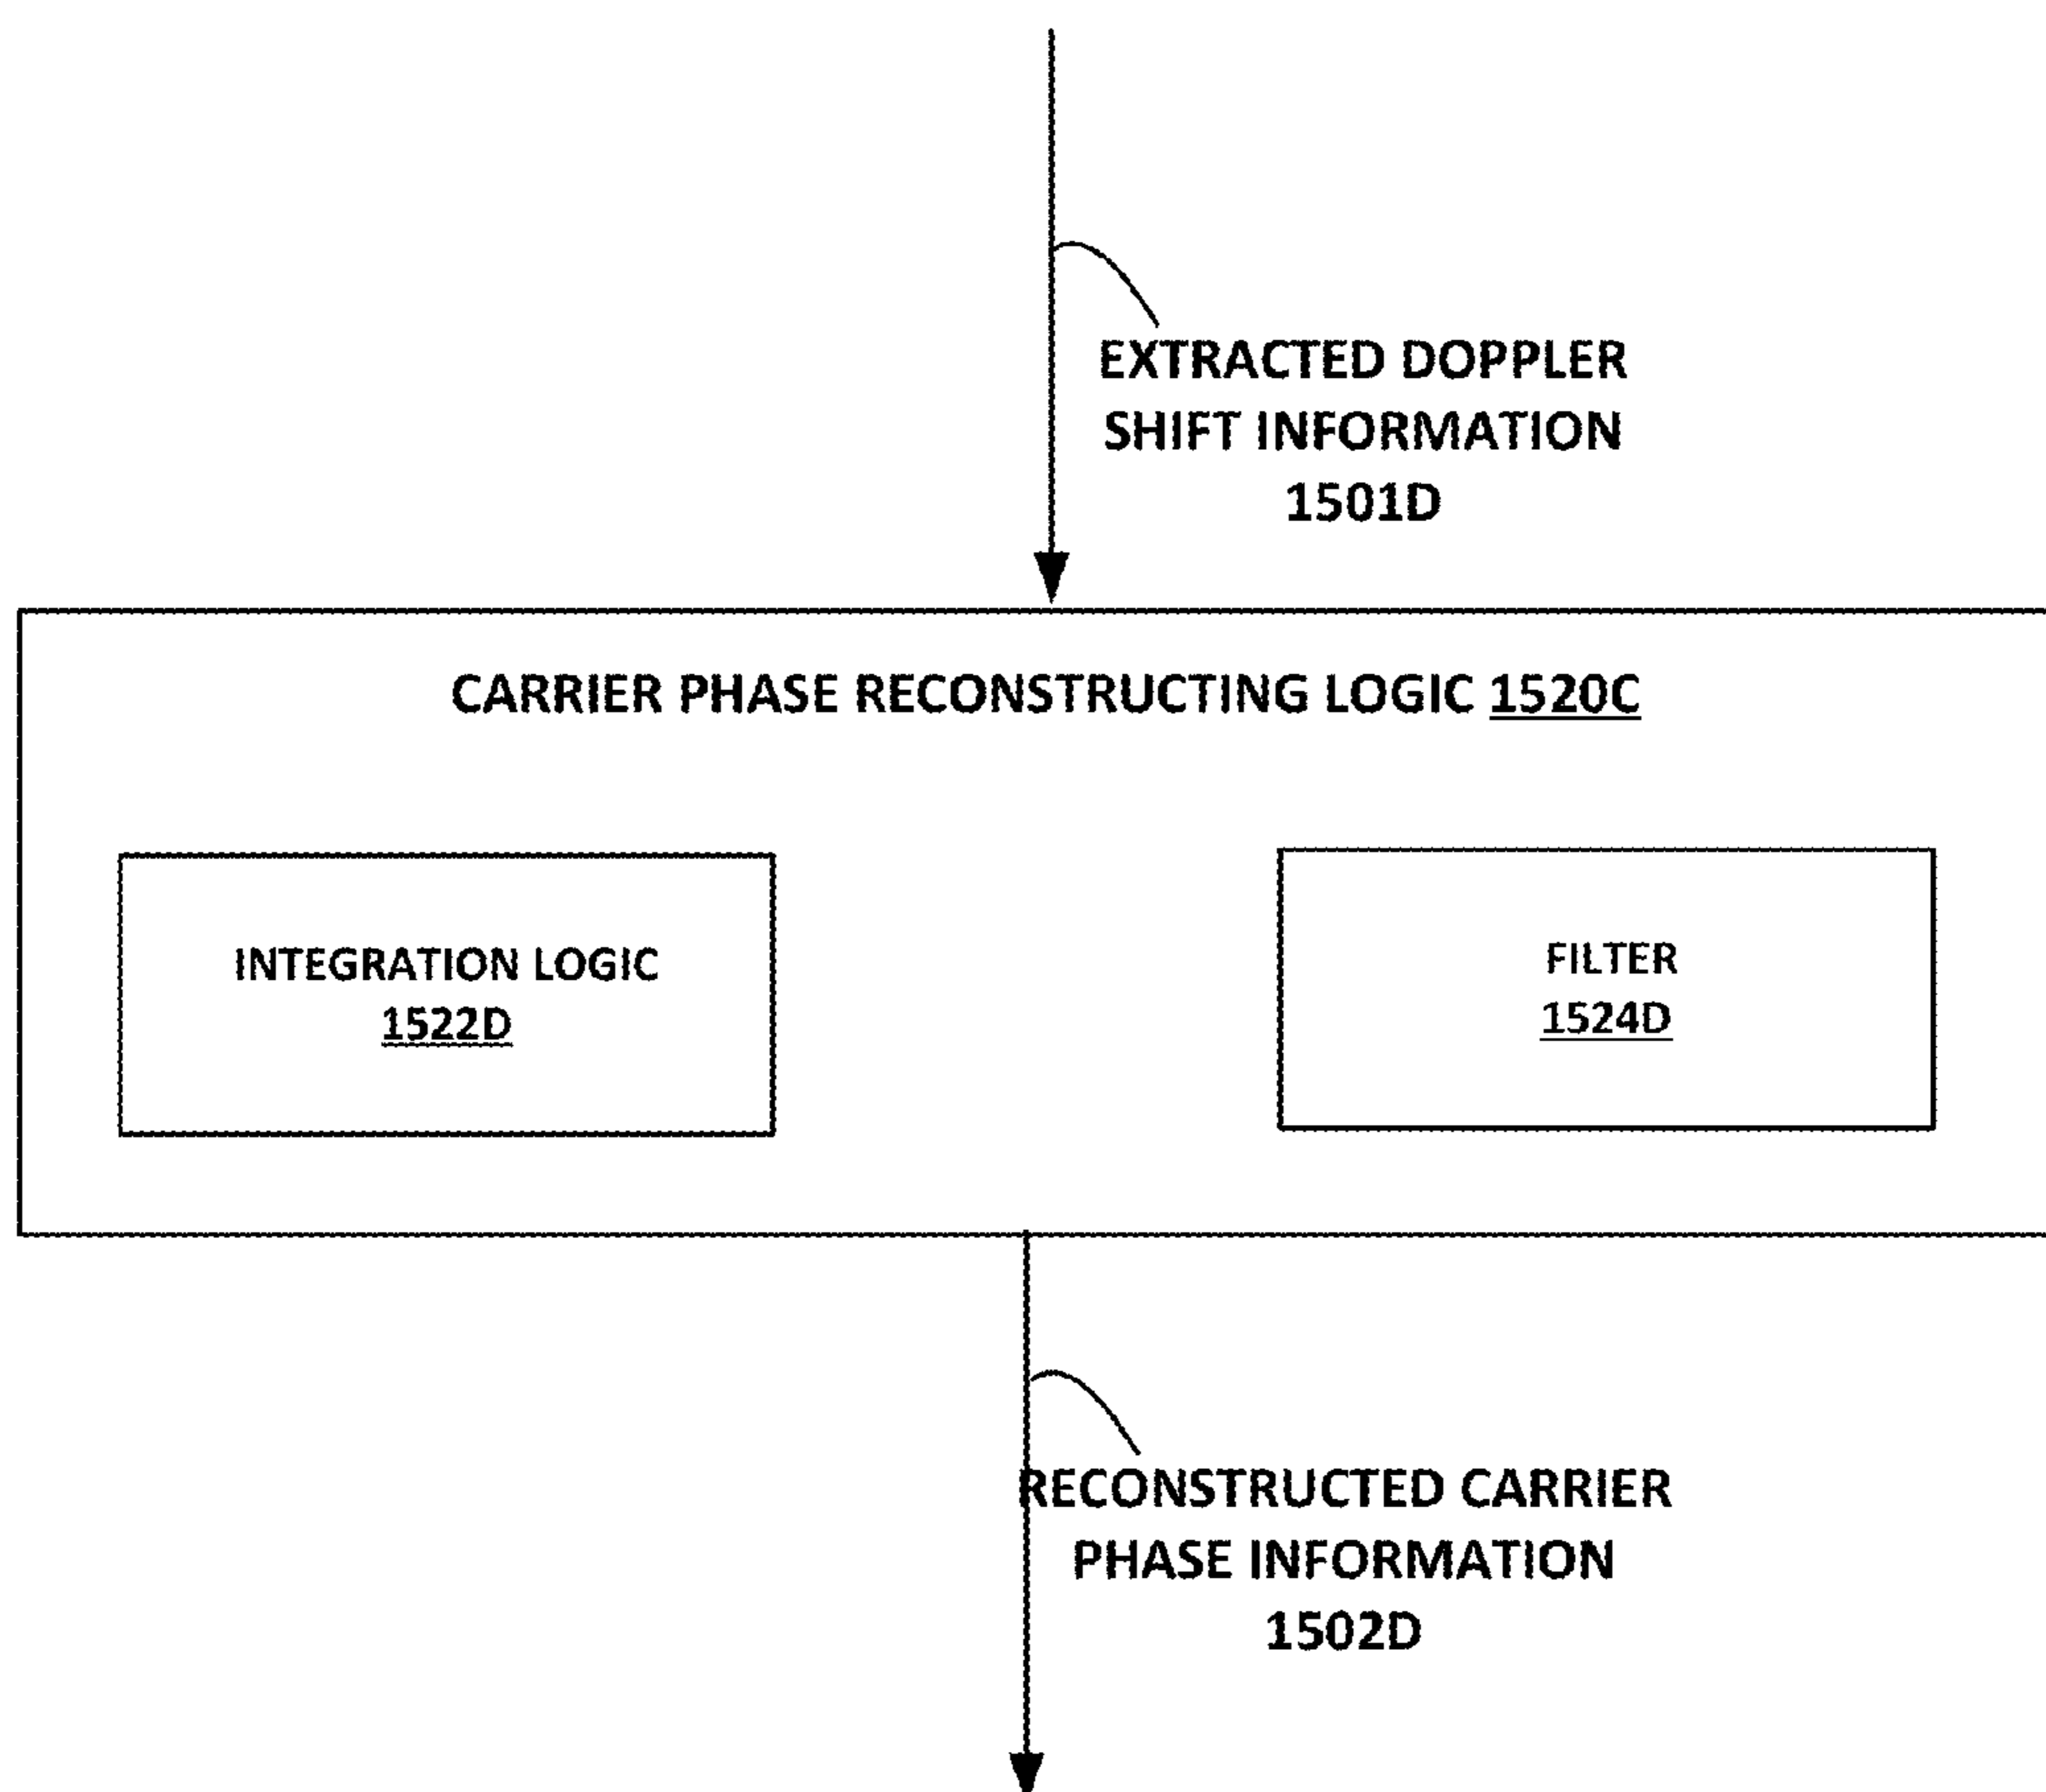 EXTRACTED DOPPLER
SHIFT INFORMATION
1501D
CARRIER PHASE RECONSTRUCTING LOGIC 1520C
INTEGRATION LOGIC
1522D
FILTER
1524D
RECONSTRUCTED CARRIER
PHASE INFORMATION
1502D